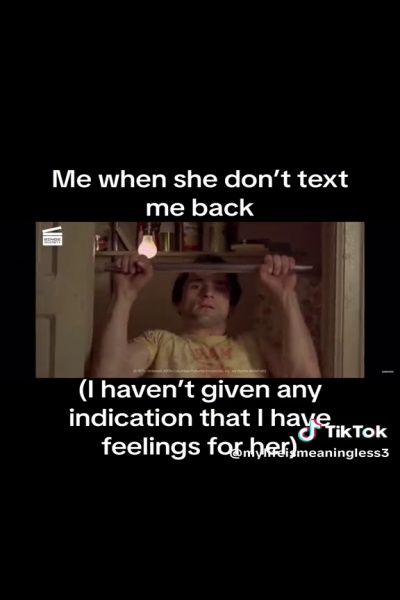 Me when she don't text
me back
(I haven't given any
indication that I have
feelings for her)
TikTok
@mylifeismeaningless3